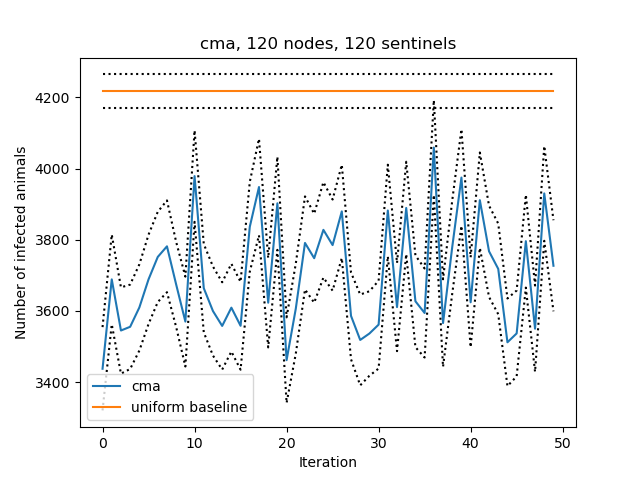 cma, 120 nodes, 120 sentinels
Number of infected animals
4200
4000
3800
3600
3400
cma
uniform baseline
0 10 20 30 40 50
Iteration